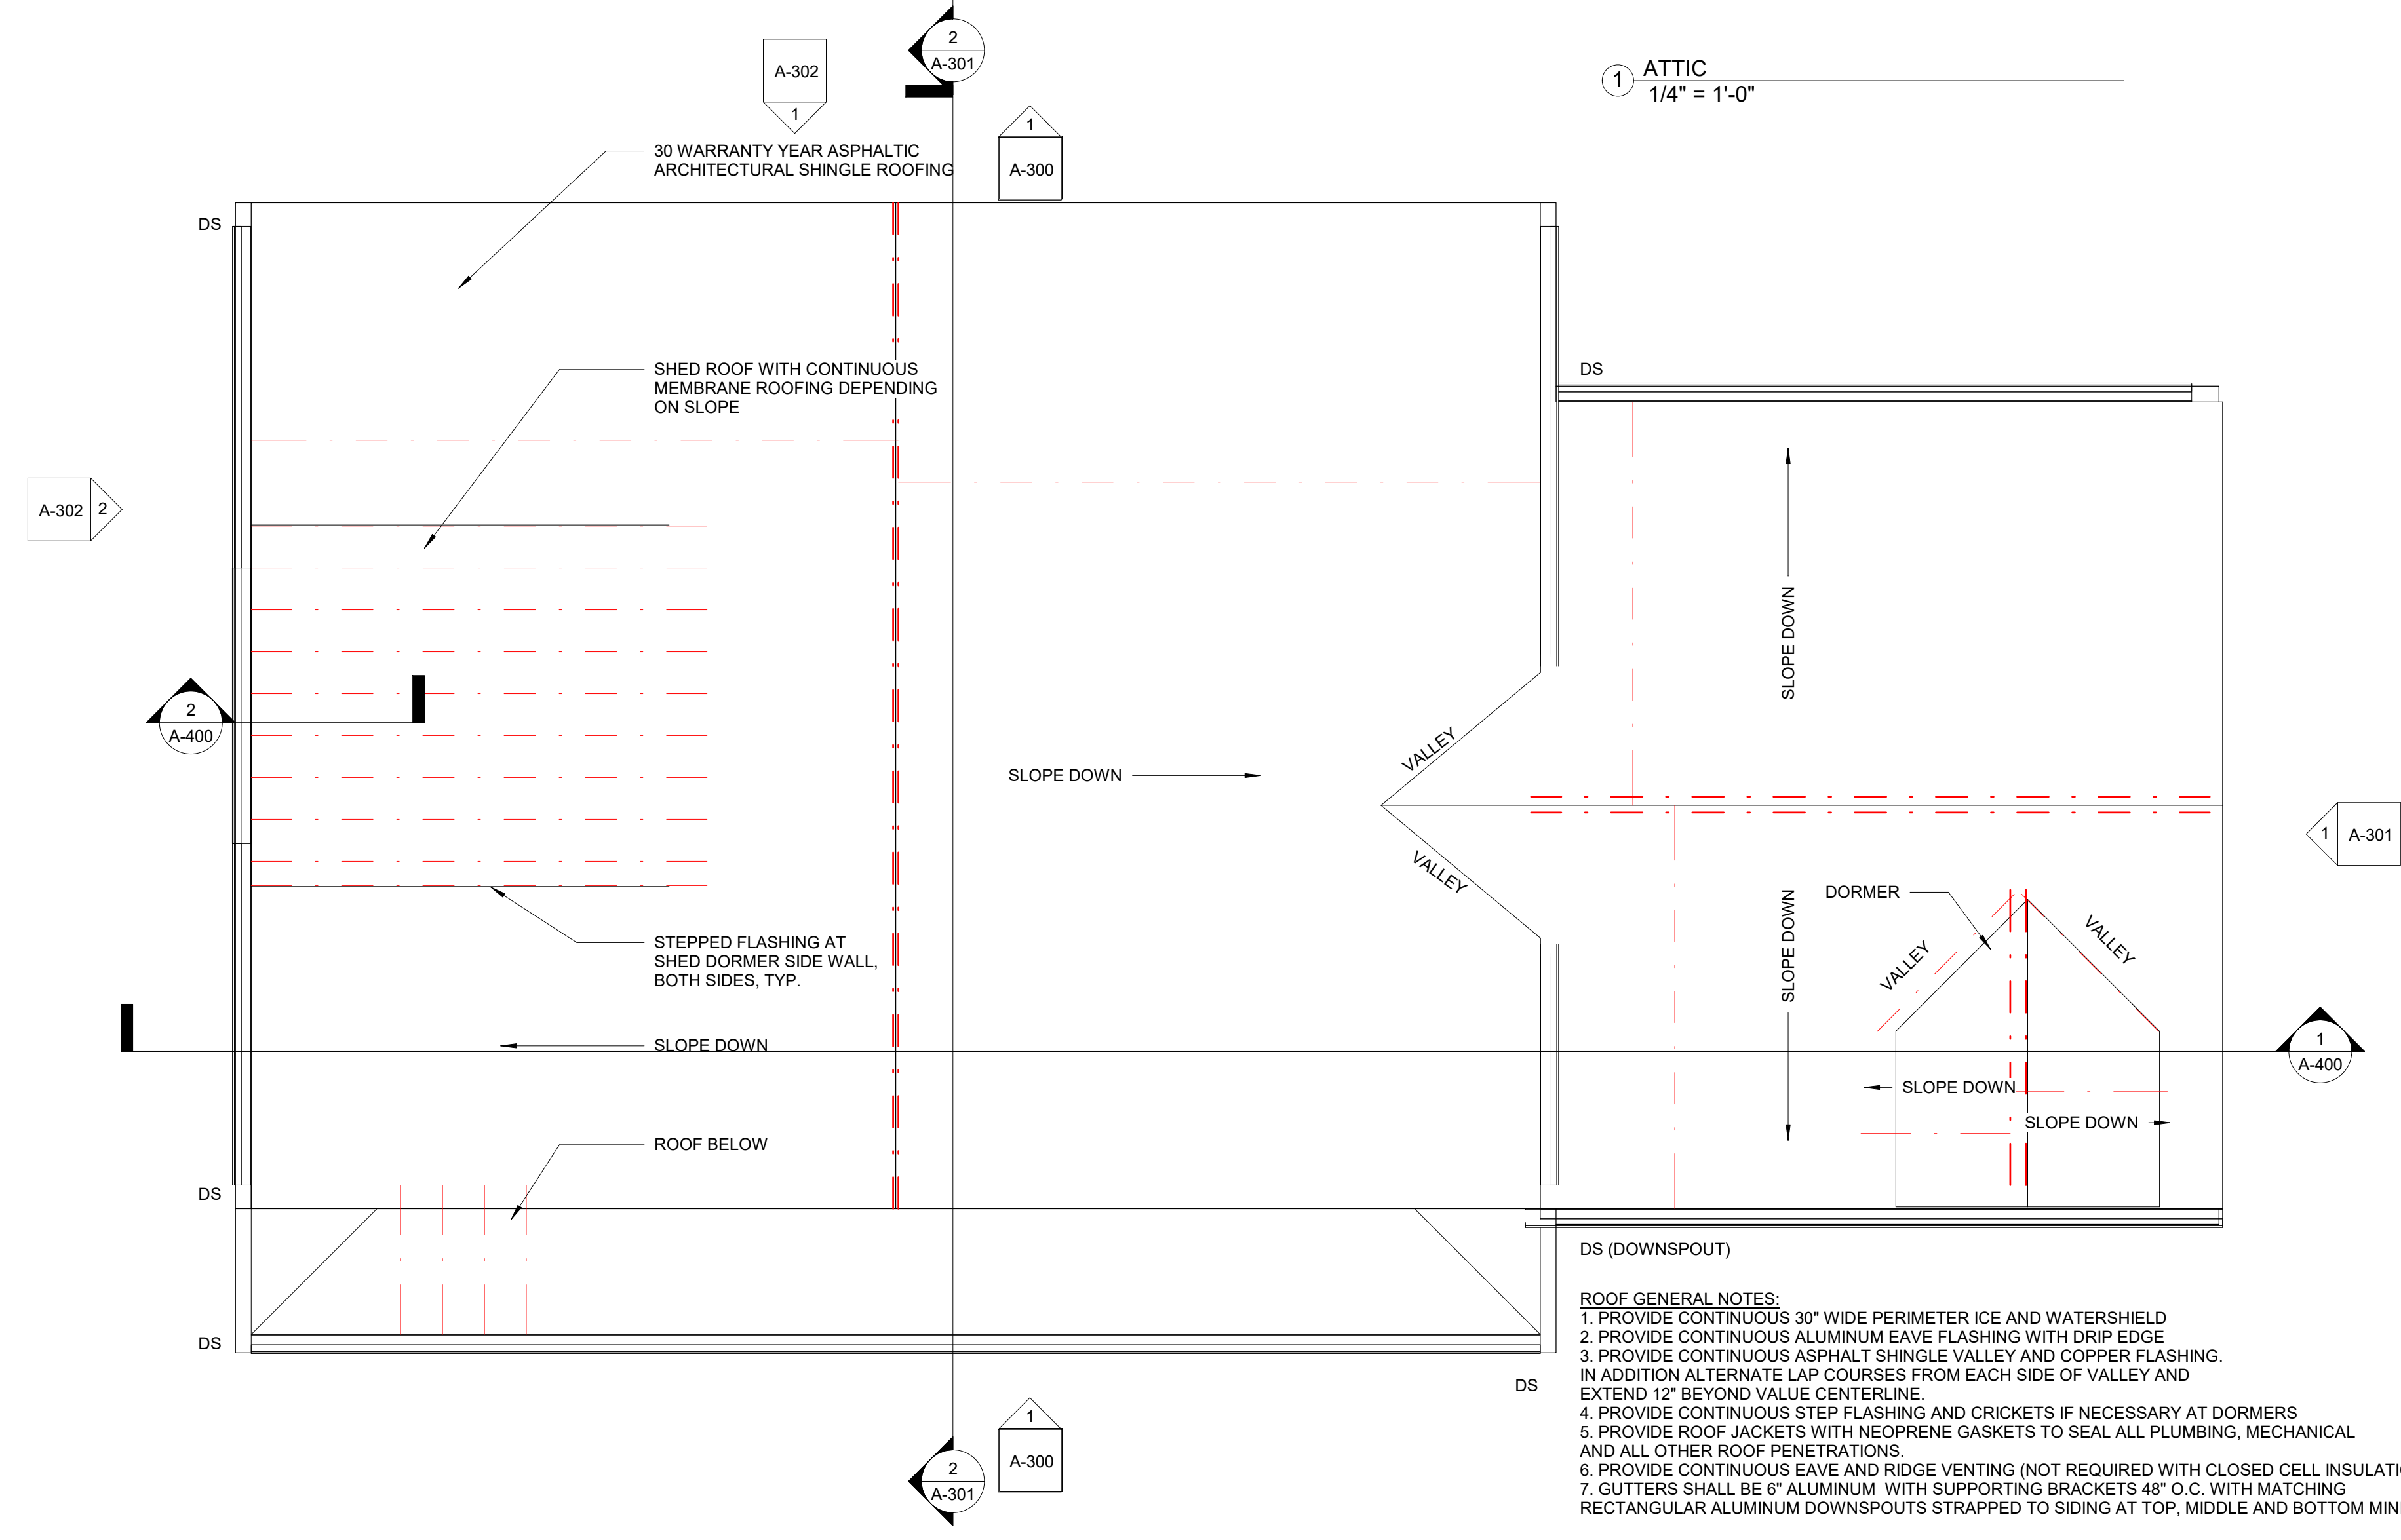 2
A-301
A-302
1
1
A-300
1
ATTIC
1/4" = 1'-0"
30 WARRANTY YEAR ASPHALTIC
ARCHITECTURAL SHINGLE ROOFING
DS
SHED ROOF WITH CONTINUOUS
MEMBRANE ROOFING DEPENDING
ON SLOPE
DS
A-302
2
SLOPE DOWN
2
A-400
VALLEY
SLOPE DOWN
VALLEY
1
A-301
DORMER
SLOPE DOWN
VALLEY
VALLEY
STEPPED FLASHING AT
SHED DORMER SIDE WALL,
BOTH SIDES, TYP.
SLOPE DOWN
1
A-400
SLOPE DOWN
SLOPE DOWN
ROOF BELOW
DS
DS (DOWNSPOUT)
DS
DS
1
A-300
2
A-301
ROOF GENERAL NOTES:
1. PROVIDE CONTINUOUS 30" WIDE PERIMETER ICE AND WATERSHIELD
2. PROVIDE CONTINUOUS ALUMINUM EAVE FLASHING WITH DRIP EDGE
3. PROVIDE CONTINUOUS ASPHALT SHINGLE VALLEY AND COPPER FLASHING.
IN ADDITION ALTERNATE LAP COURSES FROM EACH SIDE OF VALLEY AND
EXTEND 12" BEYOND VALUE CENTERLINE.
4. PROVIDE CONTINUOUS STEP FLASHING AND CRICKETS IF NECESSARY AT DORMERS
5. PROVIDE ROOF JACKETS WITH NEOPRENE GASKETS TO SEAL ALL PLUMBING, MECHANICAL
AND ALL OTHER ROOF PENETRATIONS.
6. PROVIDE CONTINUOUS EAVE AND RIDGE VENTING (NOT REQUIRED WITH CLOSED CELL
7. GUTTERS SHALL BE 6" ALUMINUM WITH SUPPORTING BRACKETS 48" O.C. WITH MATCHING
RECTANGULAR ALUMINUM DOWNSPOUTS STRAPPED TO SIDING AT TOP, MIDDLE AND BOTTOM